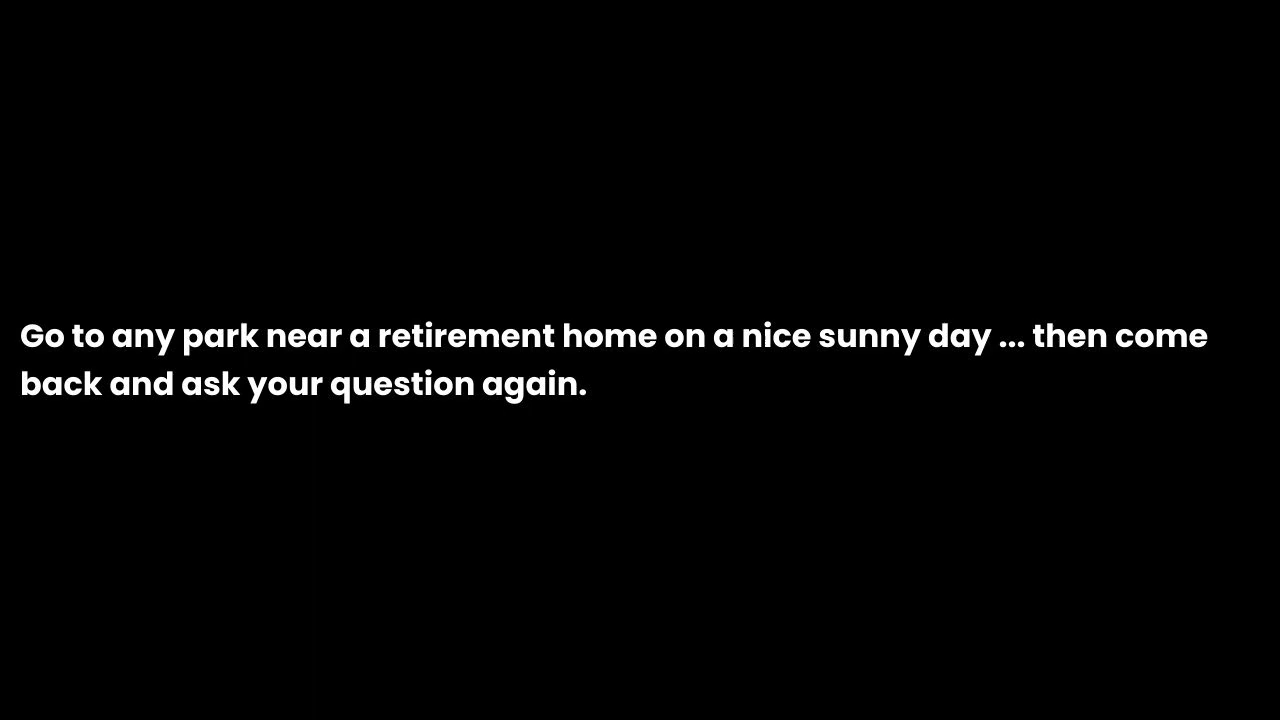 Go to any park near a retirement home on a nice sunny day ... then come
back and ask your question again.